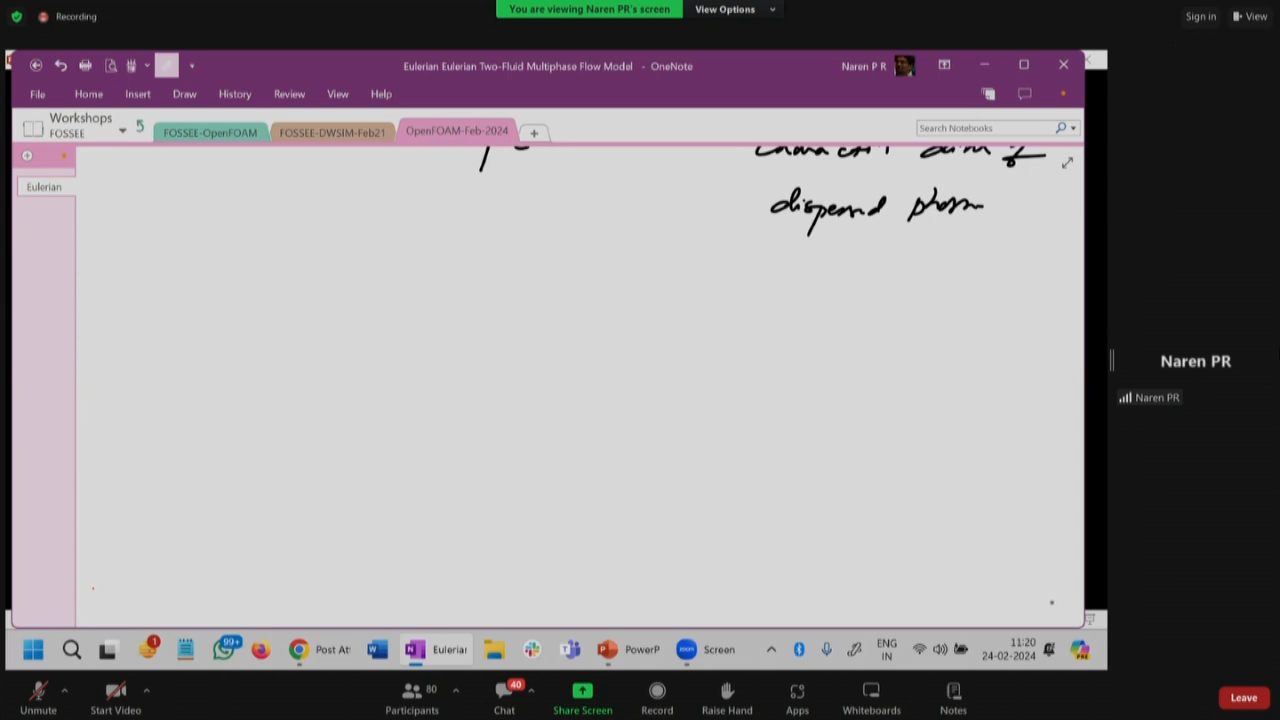 Recording
You are viewing Naren PR's screen
View Options
Sign in
View
Eulerian Eulerian Two-Fluid Multiphase Flow Model - OneNote
Naren P R
File
Home
Insert
Draw
History
Review
View
Help
Workshops
FOSSEE
FOSSEE-OpenFOAM
FOSSEE-DWSIM-Feb21
OpenFOAM-Feb-2024
Search Notebooks
Eulerian
dispersed phase
Naren PR
Naren PR
1
99+
Post At
Eulerian
PowerP
zoom
Screen
ENG
IN
11:20
24-02-2024
PRE
Unmute
Start Video
80
Participants
40
Chat
Share Screen
Record
Raise Hand
Apps
Whiteboards
Notes
Leave